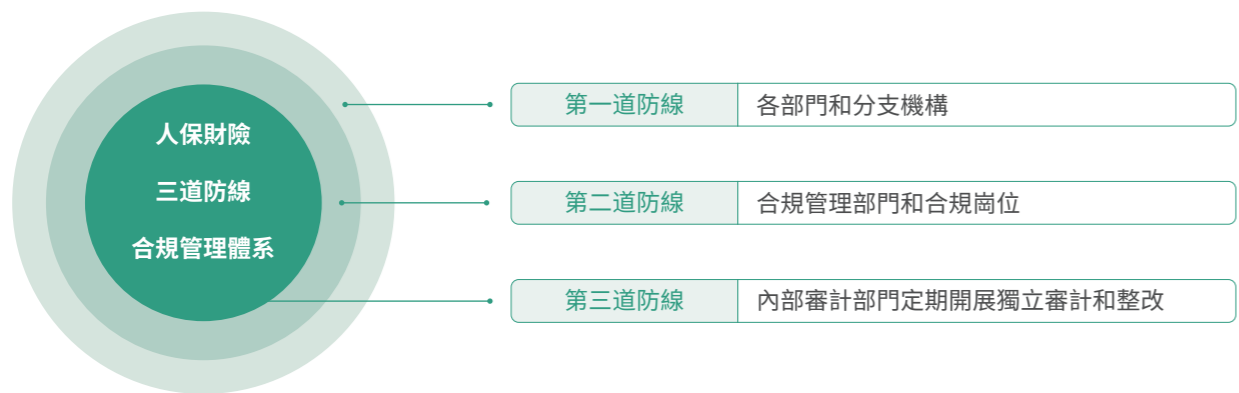 人保財險
三道防線
合規管理體系
第一道防線 各部門和分支機構
第二道防線 合規管理部門和合規崗位
第三道防線 內部審計部門定期開展獨立審計和整改